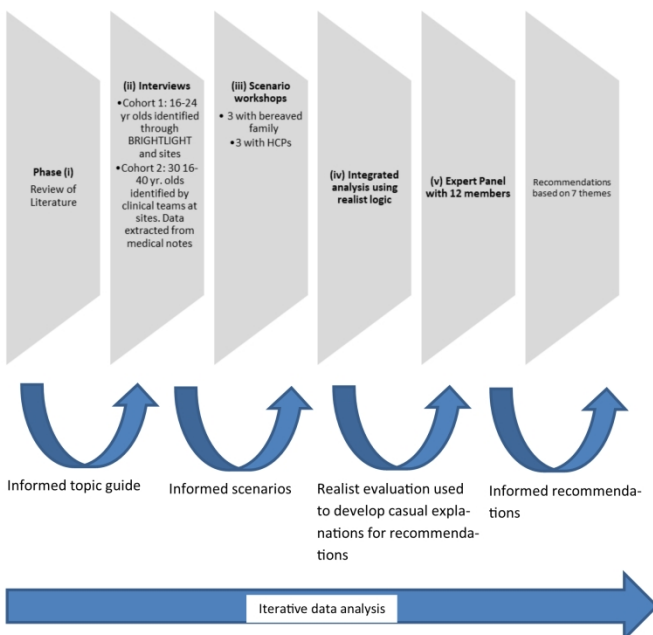 Phase (i)
Review of
Literature
(ii) Interviews
•Cohort 1: 16-24
yr olds identified
through
BRIGHTLIGHT
and sites
•Cohort 2: 30 16-
40 yr. olds
identified by
clinical teams at
sites. Data
extracted from
medical notes
(iii) Scenario
workshops
• 3 with bereaved
family
•3 with HCPs
(iv) Integrated
analysis using
realist logic
(v) Expert Panel
with 12 members
Recommendations
based on 7 themes
Informed topic guide
Informed scenarios
Realist evaluation used
to develop casual expla-
nations for recommenda-
tions
Informed recommenda-
tions
Iterative data analysis